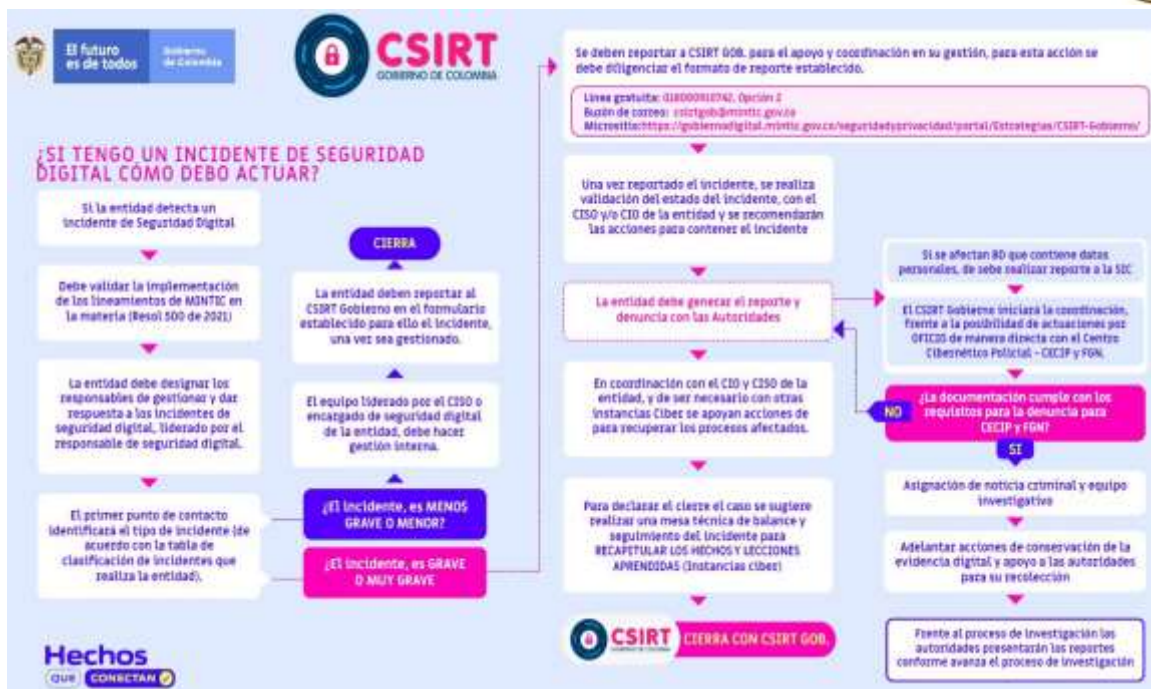 El futuro
es de todos
Gobierno
de Colombia
CSIRT
GOBIERNO DE COLOMBIA
¿SI TENGO UN INCIDENTE DE SEGURIDAD
DIGITAL CÓMO DEBO ACTUAR?
Si la entidad detecta un
incidente de Seguridad Digital
Debe validar la implementación
de los lineamientos de MINTIC en
la materia (Resol 500 de 2021)
La entidad debe designar los
responsables de gestionar y dar
respuesta a los incidentes de
seguridad digital, liderado por el
responsable de seguridad digital.
El primer punto de contacto
identificará el tipo de incidente (de
acuerdo con la tabla de
clasificación de incidentes que
realiza la entidad).
CIERRA
La entidad deben reportar al
CSIRT Gobierno en el formulario
establecido para ello el incidente,
una vez sea gestionado.
El equipo liderado por el CISO o
encargado de seguridad digital
de la entidad, debe hacer
gestión interna.
¿El incidente, es MENOS
GRAVE O MENOR?
¿El incidente, es GRAVE
O MUY GRAVE
Se deben reportar a CSIRT GOB. para el apoyo y coordinación en su gestión, para esta acción se
debe diligenciar el formato de reporte establecido.
Línea gratuita: 018000910742, Opción 2
Buzón de correo: csirtgob@mintic.gov.co
Micrositio:https://gobiernodigital.mintic.gov.co/seguridadyprivacidad/portal/Estrategias/CSIRT-Gobierno/
Una vez reportado el incidente, se realiza
validación del estado del incidente, con el
CISO y/o CIO de la entidad y se recomendarán
las acciones para contener el incidente
La entidad debe generar el reporte y
denuncia con las Autoridades
En coordinación con el CIO y CISO de la
entidad, y de ser necesario con otras
instancias Ciber se apoyan acciones de
para recuperar los procesos afectados.
Para declarar el cierre el caso se sugiere
realizar una mesa técnica de balance y
seguimiento del incidente para
RECAPITULAR LOS HECHOS Y LECCIONES
APRENDIDAS (Instancias ciber)
CSIRT
GOBIERNO DE COLOMBIA
CIERRA CON CSIRT GOB.
Si se afectan BD que contiene datos
personales, de sebe realizar reporte a la SIC
El CSIRT Gobierno iniciará la coordinación,
frente a la posibilidad de actuaciones por
OFICIO de manera directa con el Centro
Cibernético Policial - CECIP y FGN.
¿La documentación cumple con los
requisitos para la denuncia para
CECIP y FGN?
NO
SI
Asignación de noticia criminal y equipo
investigativo
Adelantar acciones de conservación de la
evidencia digital y apoyo a las autoridades
para su recolección
Frente al proceso de investigación las
autoridades presentarán los reportes
conforme avanza el proceso de investigación
Hechos
QUE CONECTAN